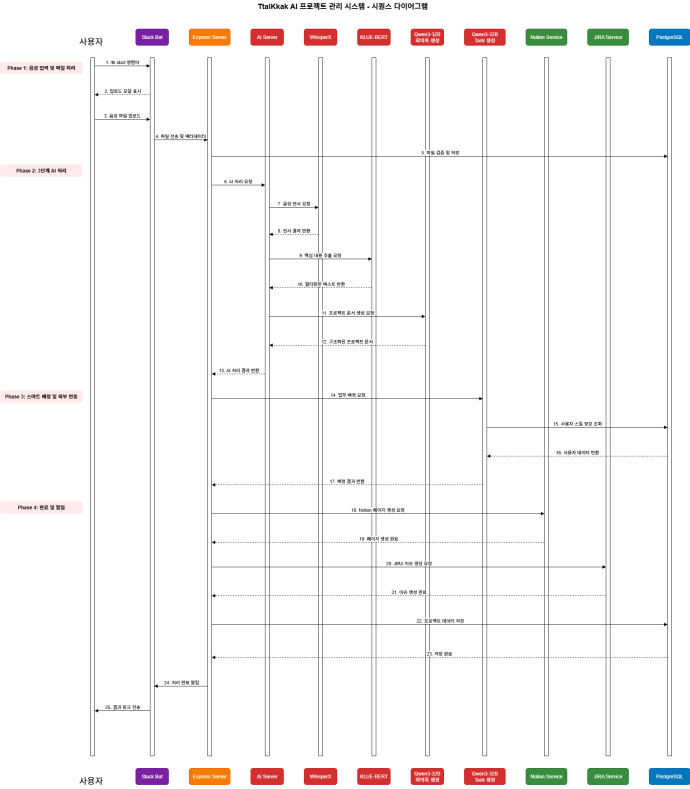 TtalKkak AI 프로젝트 관리 시스템 - 시퀀스 다이어그램
사용자
Slack Bot
Express Server
AI Server
WhisperX
KLUE-BERT
Qwen3-32B
회의록 생성
Qwen3-32B
Task 생성
Notion Service
JIRA Service
PostgreSQL
Phase 1: 음성 입력 및 파일 처리
1. /tk start 명령어
2. 업로드 모달 표시
3. 음성 파일 업로드
4. 파일 전송 및 메타데이터
5. 파일 검증 및 저장
Phase 2: 3단계 AI 처리
6. AI 처리 요청
7. 음성 전사 요청
8. 전사 결과 반환
9. 핵심 내용 추출 요청
10. 필터링된 텍스트 반환
11. 프로젝트 문서 생성 요청
12. 구조화된 프로젝트 문서
13. AI 처리 결과 반환
Phase 3: 스마트 배정 및 외부 연동
14. 업무 배정 요청
15. 사용자 스킬 정보 조회
16. 사용자 데이터 반환
17. 배정 결과 반환
Phase 4: 완료 및 알림
18. Notion 페이지 생성 요청
19. 페이지 생성 완료
20. JIRA 이슈 생성 요청
21. 이슈 생성 완료
22. 프로젝트 데이터 저장
23. 저장 완료
24. 처리 완료 알림
25. 결과 링크 전송
사용자
Slack Bot
Express Server
AI Server
WhisperX
KLUE-BERT
Qwen3-32B
회의록 생성
Qwen3-32B
Task 생성
Notion Service
JIRA Service
PostgreSQL